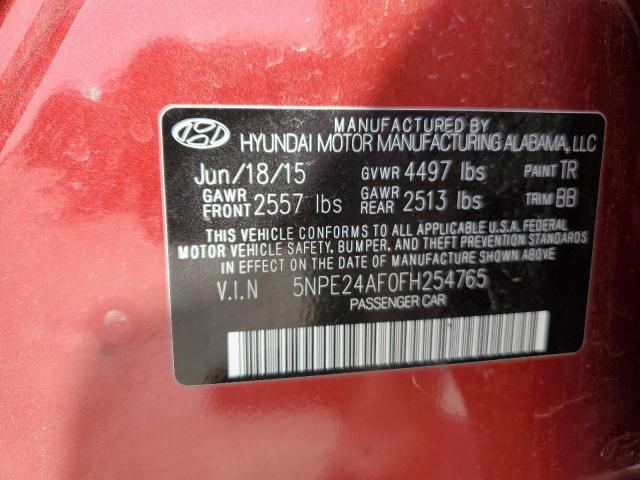 MANUFACTURED BY
HYUNDAI MOTOR MANUFACTURING ALABAMA, LLC
Jun/18/15 GVWR 4497 lbs PAINT TR
GAWR FRONT 2557 lbs GAWR REAR 2513 lbs TRIM BB
THIS VEHICLE CONFORMS TO ALL APPLICABLE U.S.A. FEDERAL
MOTOR VEHICLE SAFETY, BUMPER, AND THEFT PREVENTION STANDARDS
IN EFFECT ON THE DATE OF MANUFACTURE SHOWN ABOVE.
V.I.N 5NPE24AF0FH254765
PASSENGER CAR